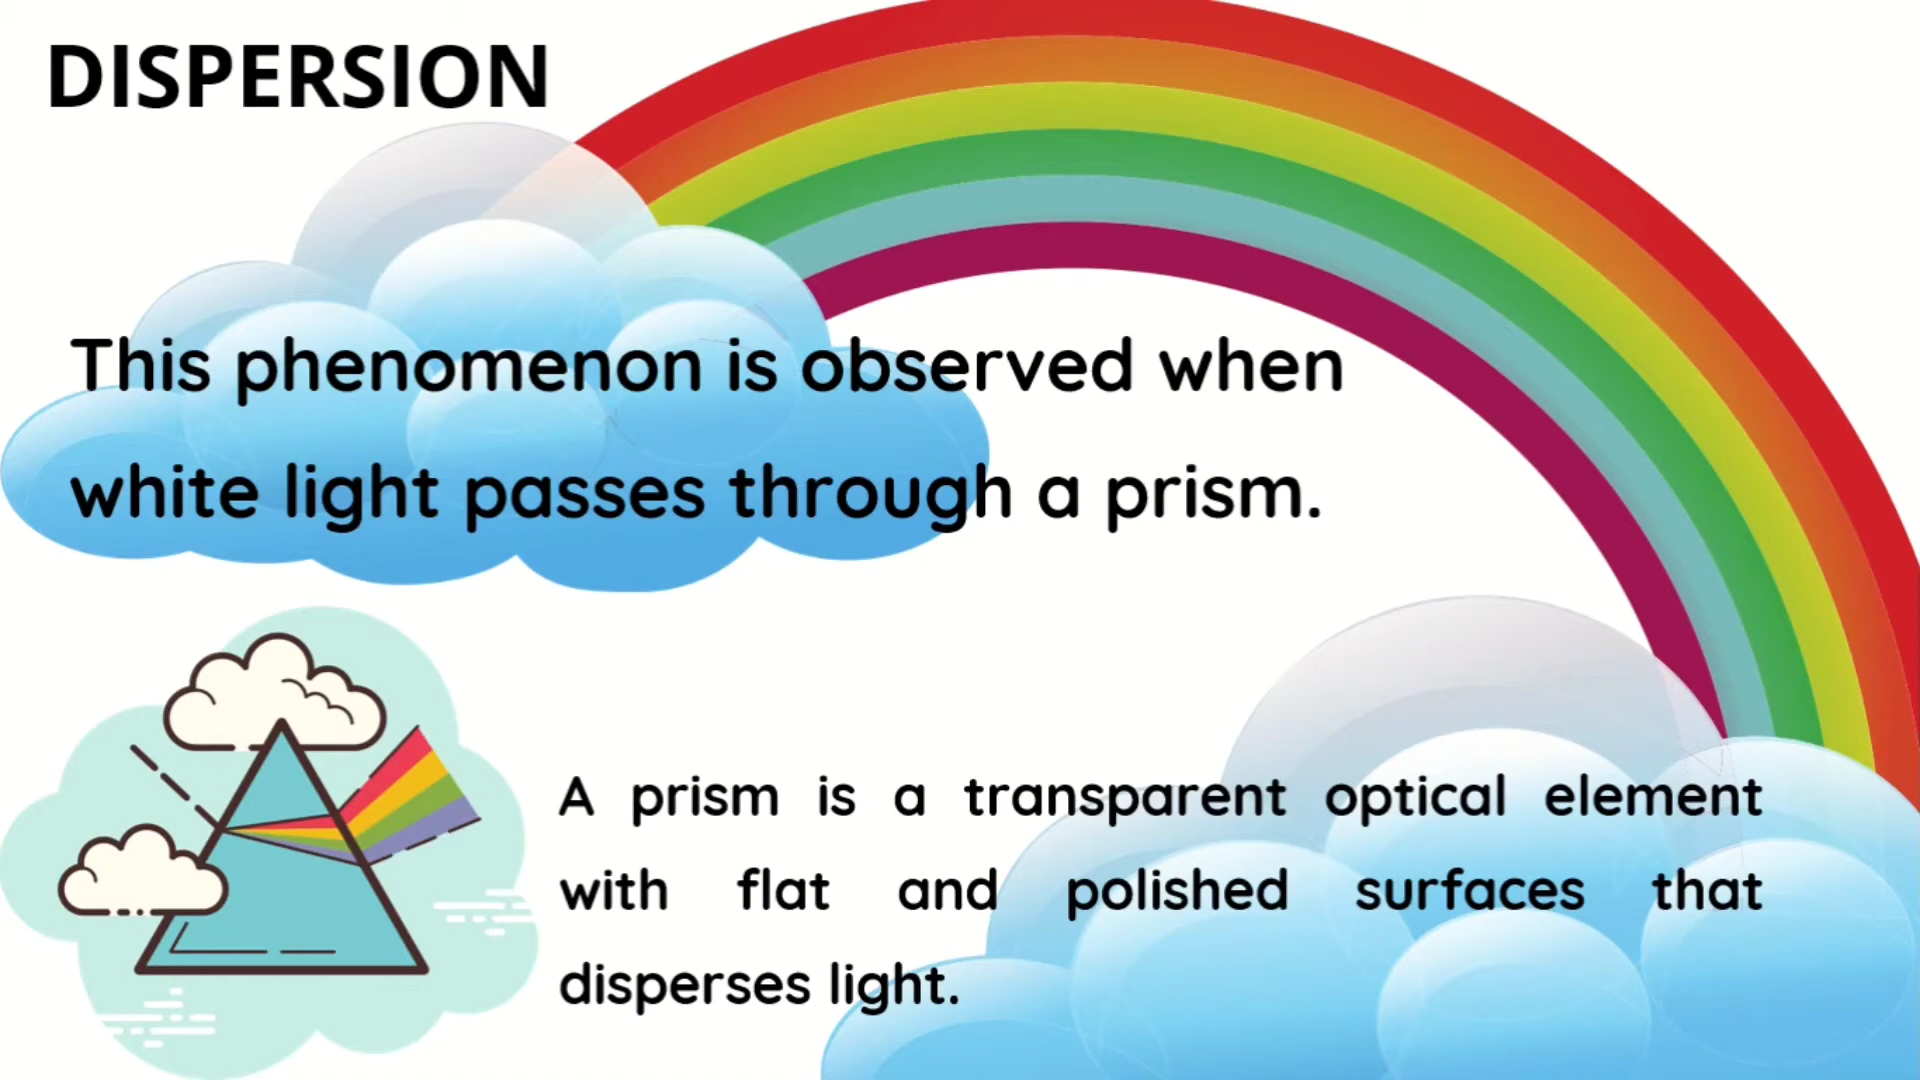 DISPERSION
This phenomenon is observed when
white light passes through a prism.
A prism is a transparent optical element
with flat and polished surfaces that
disperses light.